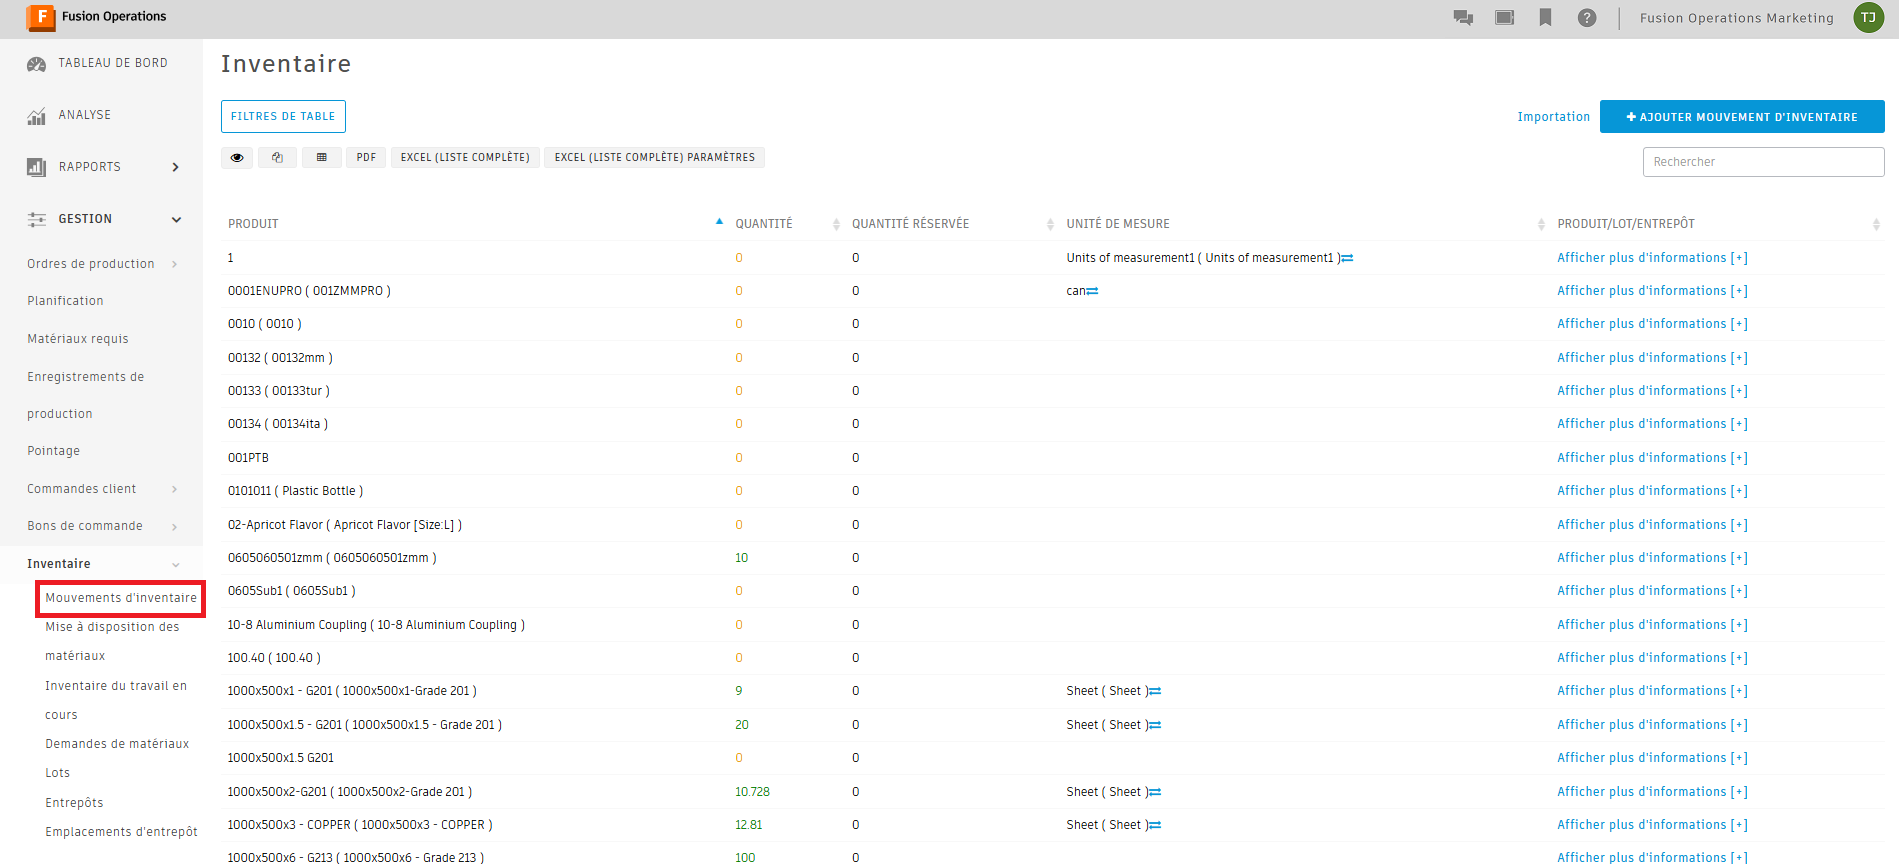 F Fusion Operations
Fusion Operations Marketing TJ
TABLEAU DE BORD
ANALYSE
RAPPORTS
GESTION
Ordres de production
Planification
Matériaux requis
Enregistrements de
production
Pointage
Commandes client
Bons de commande
Inventaire
Mouvements d'inventaire
Mise à disposition des
matériaux
Inventaire du travail en
cours
Demandes de matériaux
Lots
Entrepôts
Emplacements d'entrepôt
Inventaire
FILTRES DE TABLE
Importation + AJOUTER MOUVEMENT D'INVENTAIRE
PDF EXCEL (LISTE COMPLÈTE) EXCEL (LISTE COMPLÈTE) PARAMÈTRES
Rechercher
PRODUIT QUANTITÉ QUANTITÉ RÉSERVÉE UNITÉ DE MESURE PRODUIT/LOT/ENTREPÔT
1 0 0 Units of measurement1 ( Units of measurement1 ) Afficher plus d'informations [+]
0001ENUPRO ( 001ZMMPRO ) 0 0 can Afficher plus d'informations [+]
0010 ( 0010 ) 0 0 Afficher plus d'informations [+]
00132 ( 00132mm ) 0 0 Afficher plus d'informations [+]
00133 ( 00133tur ) 0 0 Afficher plus d'informations [+]
00134 ( 00134ita ) 0 0 Afficher plus d'informations [+]
001PTB 0 0 Afficher plus d'informations [+]
0101011 ( Plastic Bottle ) 0 0 Afficher plus d'informations [+]
02-Apricot Flavor ( Apricot Flavor [Size:L] ) 0 0 Afficher plus d'informations [+]
0605060501zmm ( 0605060501zmm ) 10 0 Afficher plus d'informations [+]
0605Sub1 ( 0605Sub1 ) 0 0 Afficher plus d'informations [+]
10-8 Aluminium Coupling ( 10-8 Aluminium Coupling ) 0 0 Afficher plus d'informations [+]
100.40 ( 100.40 ) 0 0 Afficher plus d'informations [+]
1000x500x1 - G201 ( 1000x500x1-Grade 201 ) 9 0 Sheet ( Sheet ) Afficher plus d'informations [+]
1000x500x1.5 - G201 ( 1000x500x1.5 - Grade 201 ) 20 0 Sheet ( Sheet ) Afficher plus d'informations [+]
1000x500x1.5 G201 0 0 Afficher plus d'informations [+]
1000x500x2-G201 ( 1000x500x2-Grade 201 ) 10.728 0 Sheet ( Sheet ) Afficher plus d'informations [+]
1000x500x3 - COPPER ( 1000x500x3 - COPPER ) 12.81 0 Sheet ( Sheet ) Afficher plus d'informations [+]
1000x500x6 - G213 ( 1000x500x6 - Grade 213 ) 100 0 Afficher plus d'informations [+]